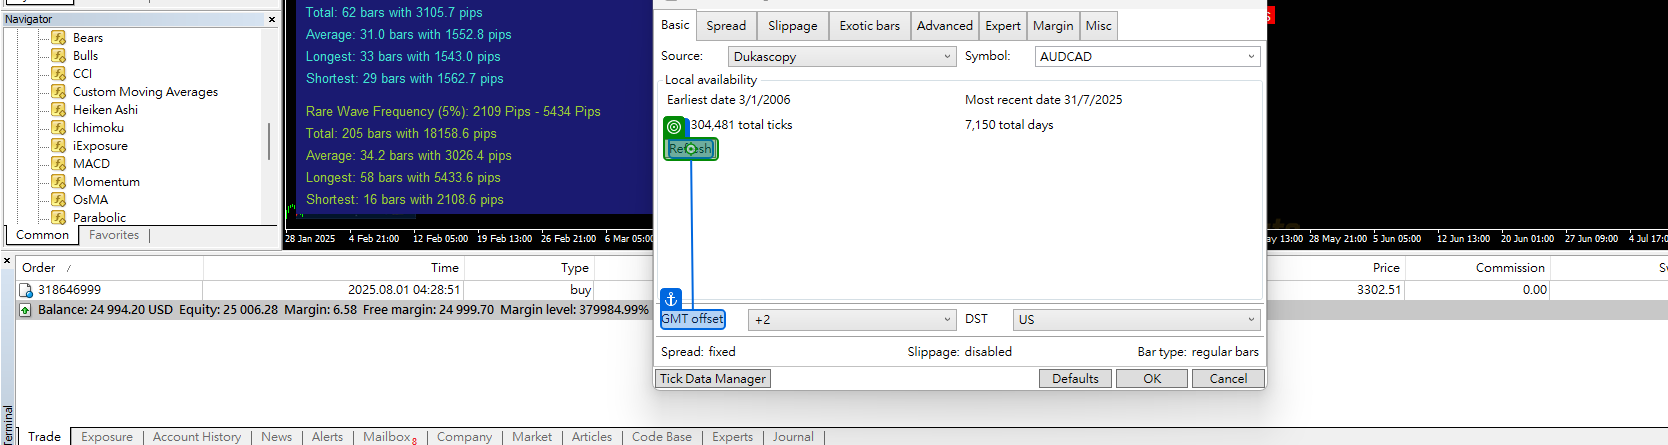 Navigator
Bears
Bulls
CCI
Custom Moving Averages
Heiken Ashi
Ichimoku
iExposure
MACD
Momentum
OsMA
Parabolic
Common
Favorites
Total: 62 bars with 3105.7 pips
Average: 31.0 bars with 1552.8 pips
Longest: 33 bars with 1543.0 pips
Shortest: 29 bars with 1562.7 pips
Rare Wave Frequency (5%): 2109 Pips - 5434 Pips
Total: 205 bars with 18158.6 pips
Average: 34.2 bars with 3026.4 pips
Longest: 58 bars with 5433.6 pips
Shortest: 16 bars with 2108.6 pips
28 Jan 2025 4 Feb 21:00 12 Feb 05:00 19 Feb 13:00 26 Feb 21:00 6 Mar 05:00
Basic Spread Slippage Exotic bars Advanced Expert Margin Misc
Source: Dukascopy Symbol: AUDCAD
Local availability
Earliest date 3/1/2006 Most recent date 31/7/2025
304,481 total ticks 7,150 total days
Refresh
GMT offset +2 DST US
Spread: fixed Slippage: disabled Bar type: regular bars
Tick Data Manager Defaults OK Cancel
S
13:00 28 May 21:00 5 Jun 05:00 12 Jun 13:00 20 Jun 01:00 27 Jun 09:00 4 Jul 17:0
Order / Time Type Price Commission
318646999 2025.08.01 04:28:51 buy 3302.51 0.00
Balance: 24 994.20 USD Equity: 25 006.28 Margin: 6.58 Free margin: 24 999.70 Margin level: 379984.99%
Terminal
Trade Exposure Account History News Alerts Mailbox 8 Company Market Articles Code Base Experts Journal